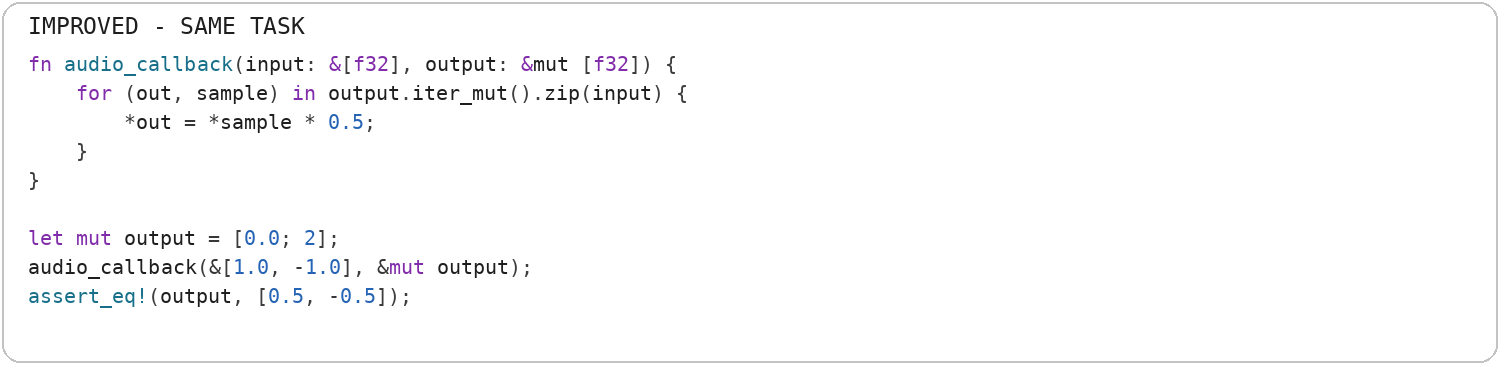 IMPROVED - SAME TASK
fn audio_callback(input: &[f32], output: &mut [f32]) {
    for (out, sample) in output.iter_mut().zip(input) {
        *out = *sample * 0.5;
    }
}

let mut output = [0.0; 2];
audio_callback(&[1.0, -1.0], &mut output);
assert_eq!(output, [0.5, -0.5]);